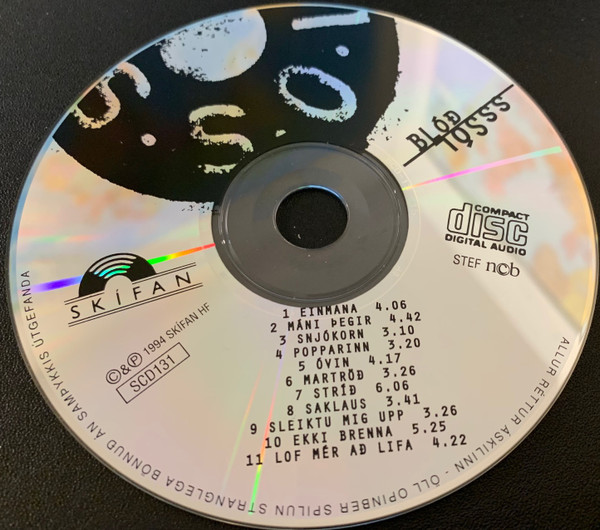 BLÓÐ
SSSÓL
COMPACT
disc
DIGITAL AUDIO
STEF ncb
SKÍFAN
©&℗ 1994 SKÍFAN HF
SCD131
1 EINMANA 4.06
2 MÁNI ÞEGIR 4.42
3 SNJÓKORN 3.10
4 POPPARINN 3.20
5 ÓVIN 4.17
6 MARTRÖÐ 3.26
7 STRÍÐ 6.06
8 SAKLAUS 3.41
9 SLEIKTU MIG UPP 3.26
10 EKKI BRENNA 5.25
11 LOF MÉR AÐ LIFA 4.22
ALLUR RÉTTUR ÁSKILINN - ÖLL OPINBER SPILUN STRANGLEGA BÖNNUÐ ÁN SAMÞYKKIS ÚTGEFANDA